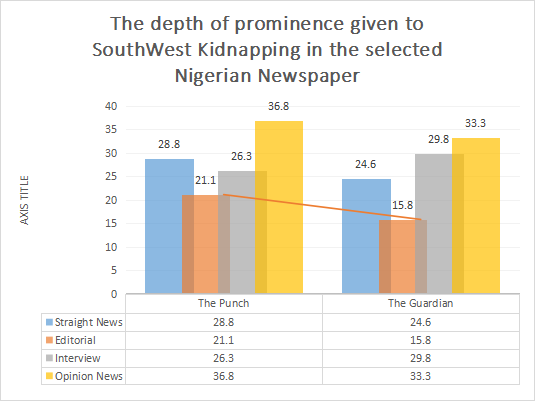 The depth of prominence given to
SouthWest Kidnapping in the selected
Nigerian Newspaper
AXIS TITLE
40
35
30
25
20
15
10
5
0
28.8
21.1
26.3
36.8
24.6
15.8
29.8
33.3
The Punch The Guardian
Straight News 28.8 24.6
Editorial 21.1 15.8
Interview 26.3 29.8
Opinion News 36.8 33.3